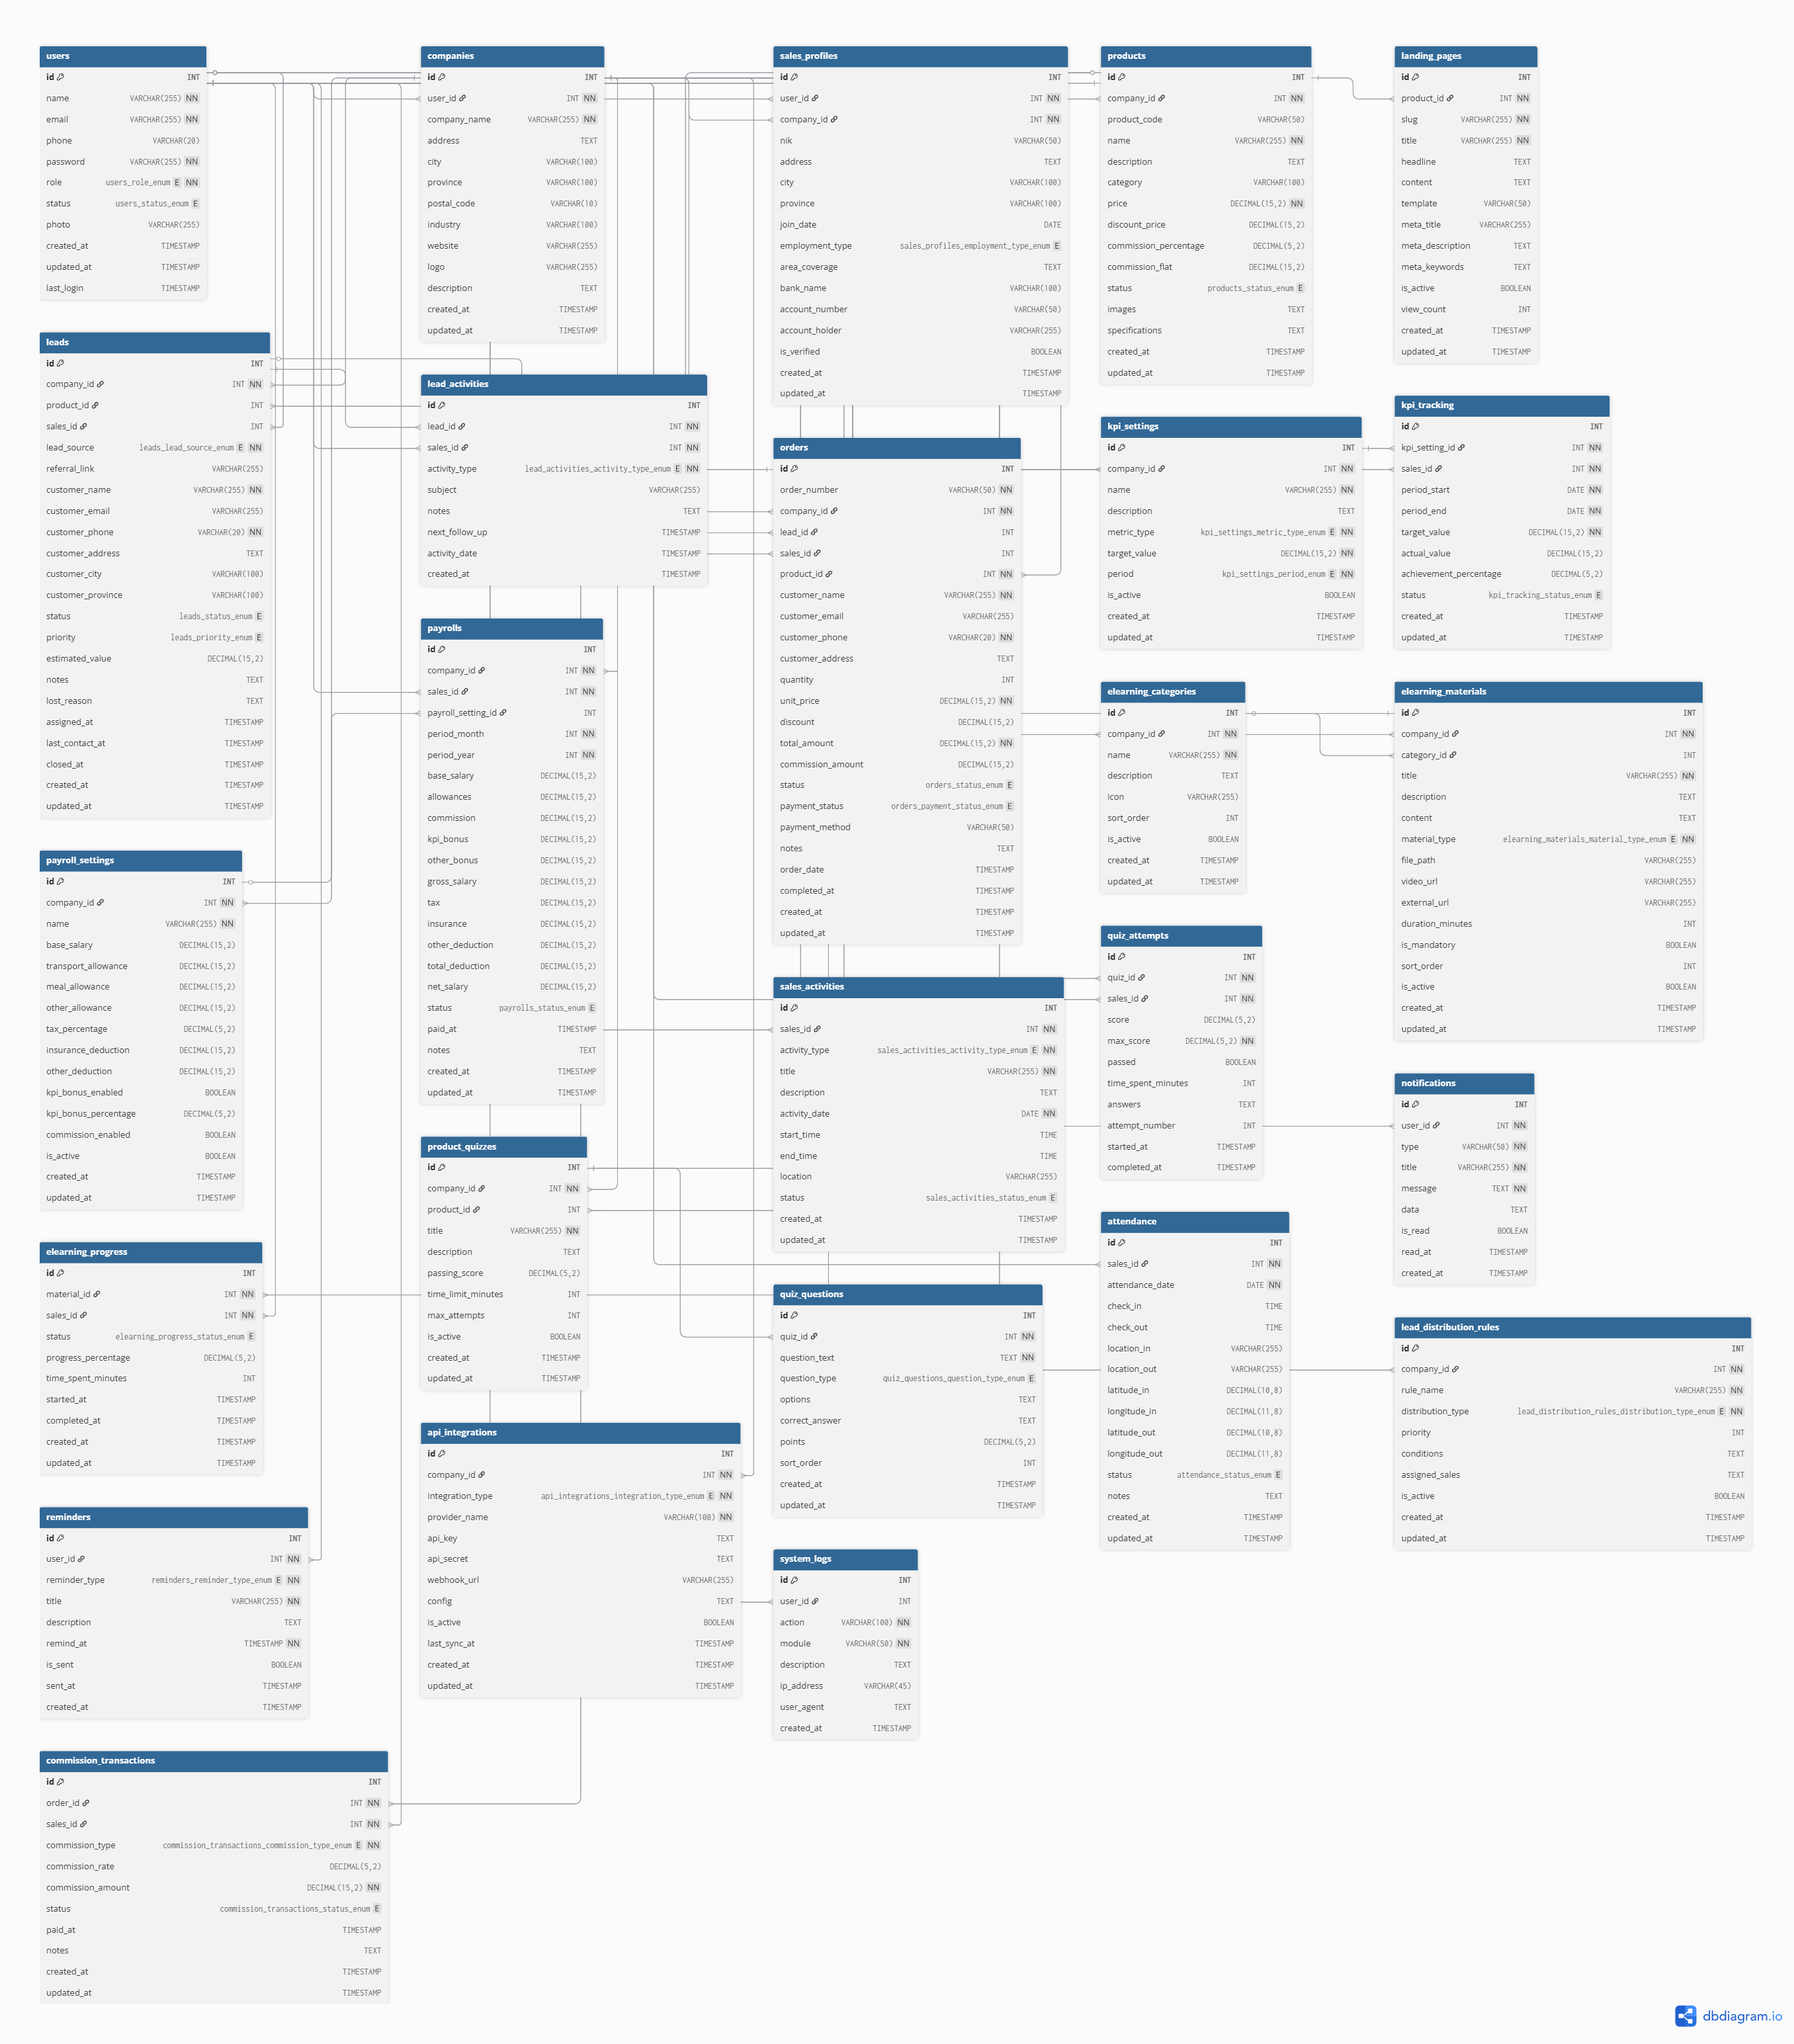 users
id INT
name VARCHAR(255) NN
email VARCHAR(255) NN
phone VARCHAR(20)
password VARCHAR(255) NN
role users_role_enum E NN
status users_status_enum E
photo VARCHAR(255)
created_at TIMESTAMP
updated_at TIMESTAMP
last_login TIMESTAMP
companies
id INT
user_id INT NN
company_name VARCHAR(255) NN
address TEXT
city VARCHAR(100)
province VARCHAR(100)
postal_code VARCHAR(10)
industry VARCHAR(100)
website VARCHAR(255)
logo VARCHAR(255)
description TEXT
created_at TIMESTAMP
updated_at TIMESTAMP
sales_profiles
id INT
user_id INT NN
company_id INT NN
nik VARCHAR(50)
address TEXT
city VARCHAR(100)
province VARCHAR(100)
join_date DATE
employment_type sales_profiles_employment_type_enum E
area_coverage TEXT
bank_name VARCHAR(100)
account_number VARCHAR(50)
account_holder VARCHAR(255)
is_verified BOOLEAN
created_at TIMESTAMP
updated_at TIMESTAMP
products
id INT
company_id INT NN
product_code VARCHAR(50)
name VARCHAR(255) NN
description TEXT
category VARCHAR(100)
price DECIMAL(15,2) NN
discount_price DECIMAL(15,2)
commission_percentage DECIMAL(5,2)
commission_flat DECIMAL(15,2)
status products_status_enum E
images TEXT
specifications TEXT
created_at TIMESTAMP
updated_at TIMESTAMP
landing_pages
id INT
product_id INT NN
slug VARCHAR(255) NN
title VARCHAR(255) NN
headline TEXT
content TEXT
template VARCHAR(50)
meta_title VARCHAR(255)
meta_description TEXT
meta_keywords TEXT
is_active BOOLEAN
view_count INT
created_at TIMESTAMP
updated_at TIMESTAMP
leads
id INT
company_id INT NN
product_id INT
sales_id INT
lead_source leads_lead_source_enum E NN
referral_link VARCHAR(255)
customer_name VARCHAR(255) NN
customer_email VARCHAR(255)
customer_phone VARCHAR(20) NN
customer_address TEXT
customer_city VARCHAR(100)
customer_province VARCHAR(100)
status leads_status_enum E
priority leads_priority_enum E
estimated_value DECIMAL(15,2)
notes TEXT
lost_reason TEXT
assigned_at TIMESTAMP
last_contact_at TIMESTAMP
closed_at TIMESTAMP
created_at TIMESTAMP
updated_at TIMESTAMP
lead_activities
id INT
lead_id INT NN
sales_id INT NN
activity_type lead_activities_activity_type_enum E NN
subject VARCHAR(255)
notes TEXT
next_follow_up TIMESTAMP
activity_date TIMESTAMP
created_at TIMESTAMP
orders
id INT
order_number VARCHAR(50) NN
company_id INT NN
lead_id INT
sales_id INT
product_id INT NN
customer_name VARCHAR(255) NN
customer_email VARCHAR(255)
customer_phone VARCHAR(20) NN
customer_address TEXT
quantity INT
unit_price DECIMAL(15,2) NN
discount DECIMAL(15,2)
total_amount DECIMAL(15,2) NN
commission_amount DECIMAL(15,2)
status orders_status_enum E
payment_status orders_payment_status_enum E
payment_method VARCHAR(50)
notes TEXT
order_date TIMESTAMP
completed_at TIMESTAMP
created_at TIMESTAMP
updated_at TIMESTAMP
kpi_settings
id INT
company_id INT NN
name VARCHAR(255) NN
description TEXT
metric_type kpi_settings_metric_type_enum E NN
target_value DECIMAL(15,2) NN
period kpi_settings_period_enum E NN
is_active BOOLEAN
created_at TIMESTAMP
updated_at TIMESTAMP
kpi_tracking
id INT
kpi_setting_id INT NN
sales_id INT NN
period_start DATE NN
period_end DATE NN
target_value DECIMAL(15,2) NN
actual_value DECIMAL(15,2)
achievement_percentage DECIMAL(5,2)
status kpi_tracking_status_enum E
created_at TIMESTAMP
updated_at TIMESTAMP
payrolls
id INT
company_id INT NN
sales_id INT NN
payroll_setting_id INT
period_month INT NN
period_year INT NN
base_salary DECIMAL(15,2)
allowances DECIMAL(15,2)
commission DECIMAL(15,2)
kpi_bonus DECIMAL(15,2)
other_bonus DECIMAL(15,2)
gross_salary DECIMAL(15,2)
tax DECIMAL(15,2)
insurance DECIMAL(15,2)
other_deduction DECIMAL(15,2)
total_deduction DECIMAL(15,2)
net_salary DECIMAL(15,2)
status payrolls_status_enum E
paid_at TIMESTAMP
notes TEXT
created_at TIMESTAMP
updated_at TIMESTAMP
elearning_categories
id INT
company_id INT NN
name VARCHAR(255) NN
description TEXT
icon VARCHAR(255)
sort_order INT
is_active BOOLEAN
created_at TIMESTAMP
updated_at TIMESTAMP
elearning_materials
id INT
company_id INT NN
category_id INT
title VARCHAR(255) NN
description TEXT
content TEXT
material_type elearning_materials_material_type_enum E NN
file_path VARCHAR(255)
video_url VARCHAR(255)
external_url VARCHAR(255)
duration_minutes INT
is_mandatory BOOLEAN
sort_order INT
is_active BOOLEAN
created_at TIMESTAMP
updated_at TIMESTAMP
payroll_settings
id INT
company_id INT NN
name VARCHAR(255) NN
base_salary DECIMAL(15,2)
transport_allowance DECIMAL(15,2)
meal_allowance DECIMAL(15,2)
other_allowance DECIMAL(15,2)
tax_percentage DECIMAL(5,2)
insurance_deduction DECIMAL(15,2)
other_deduction DECIMAL(15,2)
kpi_bonus_enabled BOOLEAN
kpi_bonus_percentage DECIMAL(5,2)
commission_enabled BOOLEAN
is_active BOOLEAN
created_at TIMESTAMP
updated_at TIMESTAMP
quiz_attempts
id INT
quiz_id INT NN
sales_id INT NN
score DECIMAL(5,2)
max_score DECIMAL(5,2) NN
passed BOOLEAN
time_spent_minutes INT
answers TEXT
attempt_number INT
started_at TIMESTAMP
completed_at TIMESTAMP
sales_activities
id INT
sales_id INT NN
activity_type sales_activities_activity_type_enum E NN
title VARCHAR(255) NN
description TEXT
activity_date DATE NN
start_time TIME
end_time TIME
location VARCHAR(255)
status sales_activities_status_enum E
created_at TIMESTAMP
updated_at TIMESTAMP
notifications
id INT
user_id INT NN
type VARCHAR(50) NN
title VARCHAR(255) NN
message TEXT NN
data TEXT
is_read BOOLEAN
read_at TIMESTAMP
created_at TIMESTAMP
product_quizzes
id INT
company_id INT NN
product_id INT
title VARCHAR(255) NN
description TEXT
passing_score DECIMAL(5,2)
time_limit_minutes INT
max_attempts INT
is_active BOOLEAN
created_at TIMESTAMP
updated_at TIMESTAMP
attendance
id INT
sales_id INT NN
attendance_date DATE NN
check_in TIME
check_out TIME
location_in VARCHAR(255)
location_out VARCHAR(255)
latitude_in DECIMAL(10,8)
longitude_in DECIMAL(11,8)
latitude_out DECIMAL(10,8)
longitude_out DECIMAL(11,8)
status attendance_status_enum E
notes TEXT
created_at TIMESTAMP
updated_at TIMESTAMP
elearning_progress
id INT
material_id INT NN
sales_id INT NN
status elearning_progress_status_enum E
progress_percentage DECIMAL(5,2)
time_spent_minutes INT
started_at TIMESTAMP
completed_at TIMESTAMP
created_at TIMESTAMP
updated_at TIMESTAMP
quiz_questions
id INT
quiz_id INT NN
question_text TEXT NN
question_type quiz_questions_question_type_enum E
options TEXT
correct_answer TEXT
points DECIMAL(5,2)
sort_order INT
created_at TIMESTAMP
updated_at TIMESTAMP
lead_distribution_rules
id INT
company_id INT NN
rule_name VARCHAR(255) NN
distribution_type lead_distribution_rules_distribution_type_enum E NN
priority INT
conditions TEXT
assigned_sales TEXT
is_active BOOLEAN
created_at TIMESTAMP
updated_at TIMESTAMP
api_integrations
id INT
company_id INT NN
integration_type api_integrations_integration_type_enum E NN
provider_name VARCHAR(100) NN
api_key TEXT
api_secret TEXT
webhook_url VARCHAR(255)
config TEXT
is_active BOOLEAN
last_sync_at TIMESTAMP
created_at TIMESTAMP
updated_at TIMESTAMP
reminders
id INT
user_id INT NN
reminder_type reminders_reminder_type_enum E NN
title VARCHAR(255) NN
description TEXT
remind_at TIMESTAMP NN
is_sent BOOLEAN
sent_at TIMESTAMP
created_at TIMESTAMP
system_logs
id INT
user_id INT
action VARCHAR(100) NN
module VARCHAR(50) NN
description TEXT
ip_address VARCHAR(45)
user_agent TEXT
created_at TIMESTAMP
commission_transactions
id INT
order_id INT NN
sales_id INT NN
commission_type commission_transactions_commission_type_enum E NN
commission_rate DECIMAL(5,2)
commission_amount DECIMAL(15,2) NN
status commission_transactions_status_enum E
paid_at TIMESTAMP
notes TEXT
created_at TIMESTAMP
updated_at TIMESTAMP
dbdiagram.io